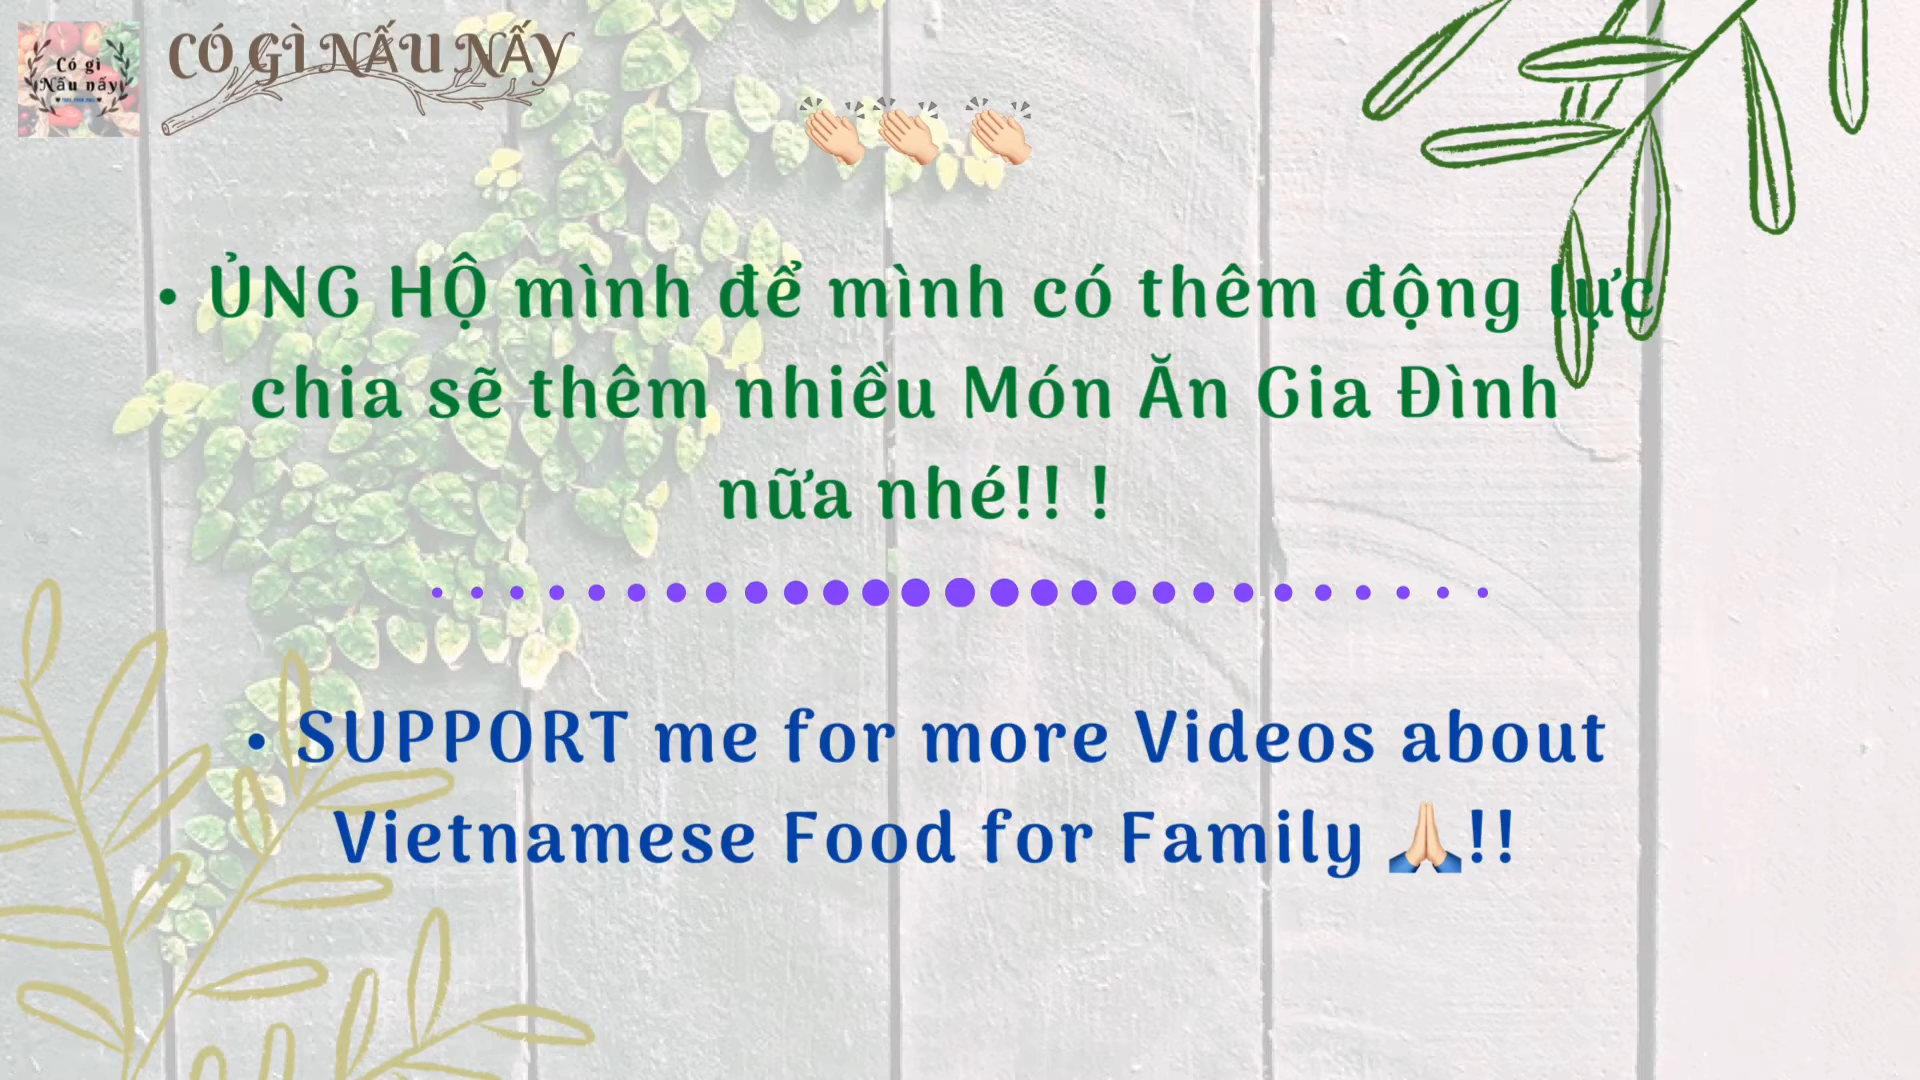 Có gì
Nấu nấy
CÓ GÌ NẤU NẤY
👏🏻👏🏻 👏🏻
• ỦNG HỘ mình để mình có thêm động lực
chia sẽ thêm nhiều Món Ăn Gia Đình
nữa nhé!! !
• SUPPORT me for more Videos about
Vietnamese Food for Family 🙏🏻!!